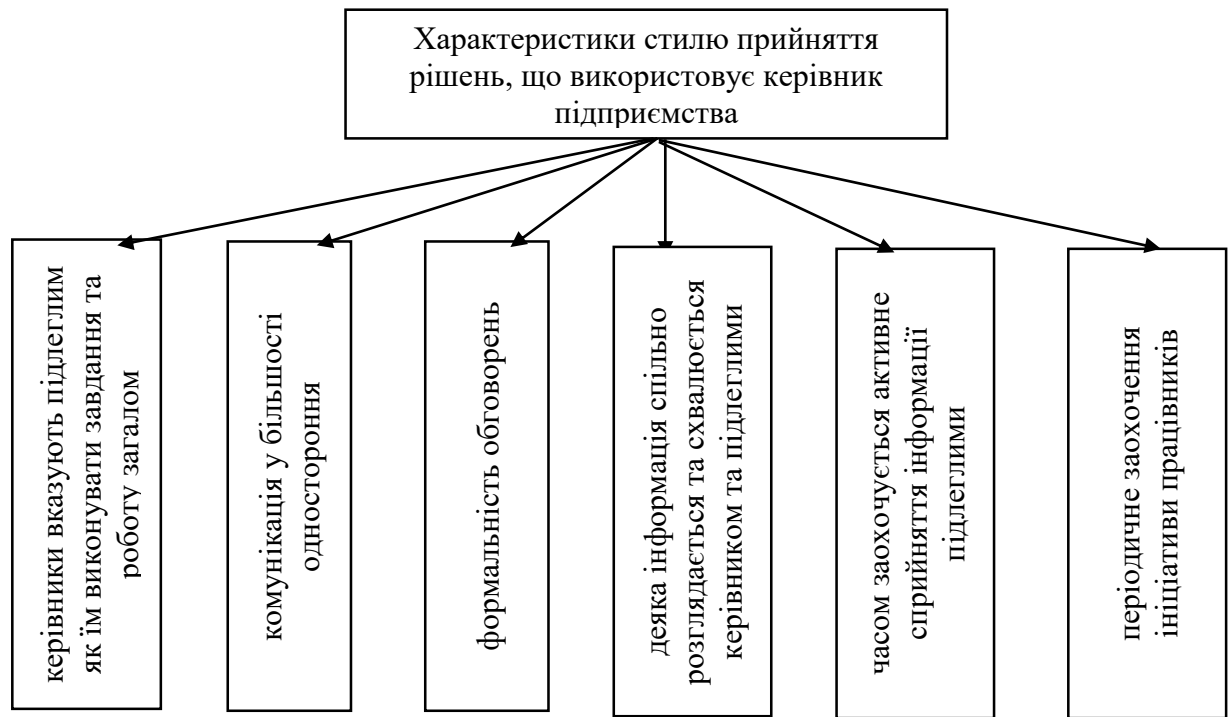 Характеристики стилю прийняття
рішень, що використовує керівник
підприємства
керівники вказують підлеглим
як їм виконувати завдання та
роботу загалом
комунікація у більшості
одностороння
формальність обговорень
деяка інформація спільно
розглядається та схвалюється
керівником та підлеглими
часом заохочується активне
сприйняття інформації
підлеглими
періодичне заохочення
ініціативи працівників